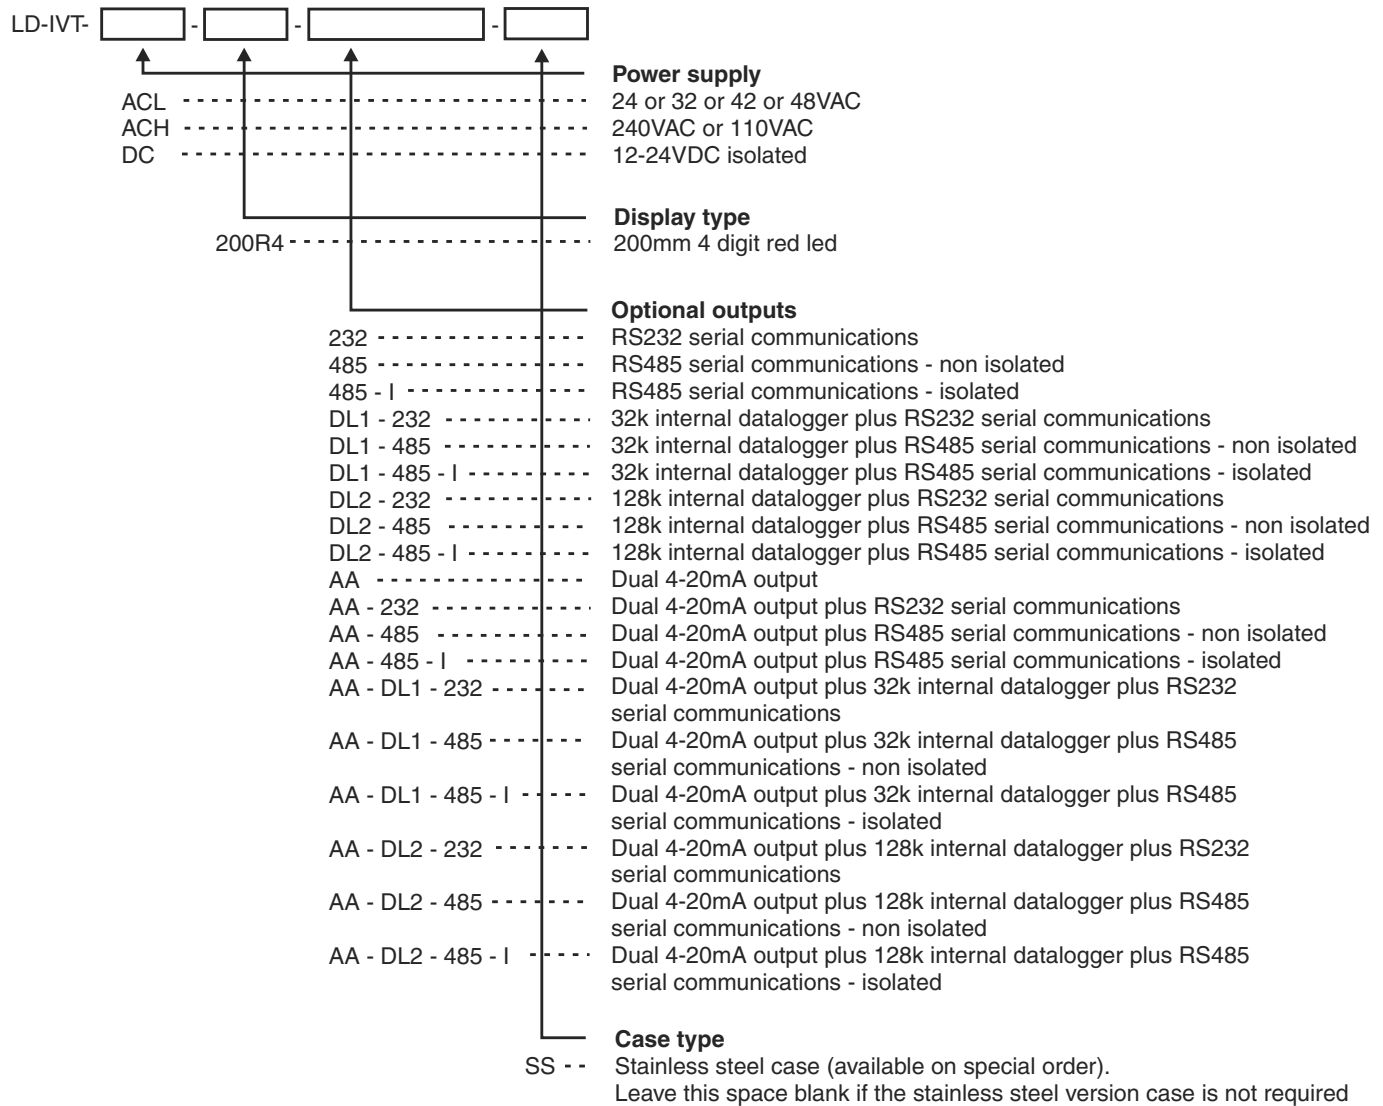 LD-IVT- - - -
Power supply
ACL 24 or 32 or 42 or 48VAC
ACH 240VAC or 110VAC
DC 12-24VDC isolated
Display type
200R4 200mm 4 digit red led
Optional outputs
232 RS232 serial communications
485 RS485 serial communications - non isolated
485 - I RS485 serial communications - isolated
DL1 - 232 32k internal datalogger plus RS232 serial communications
DL1 - 485 32k internal datalogger plus RS485 serial communications - non isolated
DL1 - 485 - I 32k internal datalogger plus RS485 serial communications - isolated
DL2 - 232 128k internal datalogger plus RS232 serial communications
DL2 - 485 128k internal datalogger plus RS485 serial communications - non isolated
DL2 - 485 - I 128k internal datalogger plus RS485 serial communications - isolated
AA Dual 4-20mA output
AA - 232 Dual 4-20mA output plus RS232 serial communications
AA - 485 Dual 4-20mA output plus RS485 serial communications - non isolated
AA - 485 - I Dual 4-20mA output plus RS485 serial communications - isolated
AA - DL1 - 232 Dual 4-20mA output plus 32k internal datalogger plus RS232
serial communications
AA - DL1 - 485 Dual 4-20mA output plus 32k internal datalogger plus RS485
serial communications - non isolated
AA - DL1 - 485 - I Dual 4-20mA output plus 32k internal datalogger plus RS485
serial communications - isolated
AA - DL2 - 232 Dual 4-20mA output plus 128k internal datalogger plus RS232
serial communications
AA - DL2 - 485 Dual 4-20mA output plus 128k internal datalogger plus RS485
serial communications - non isolated
AA - DL2 - 485 - I Dual 4-20mA output plus 128k internal datalogger plus RS485
serial communications - isolated
Case type
SS Stainless steel case (available on special order).
Leave this space blank if the stainless steel version case is not required